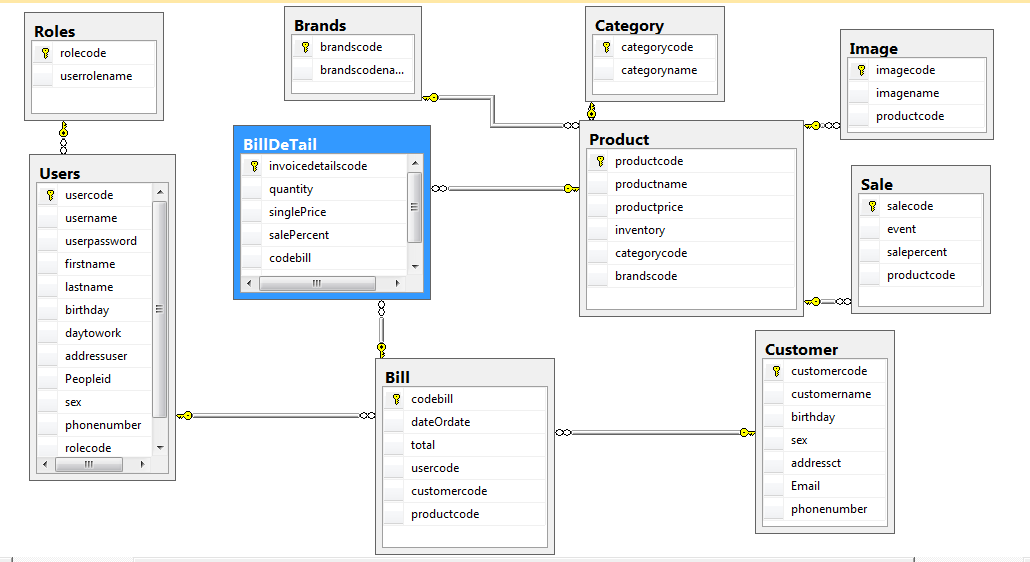 Roles
rolecode
userrolename
Brands
brandscode
brandscodena...
Category
categorycode
categoryname
Image
imagecode
imagename
productcode
BillDeTail
invoicedetailscode
quantity
singlePrice
salePercent
codebill
Product
productcode
productname
productprice
inventory
categorycode
brandscode
Sale
salecode
event
salepercent
productcode
Users
usercode
username
userpassword
firstname
lastname
birthday
daytowork
addressuser
Peopleid
sex
phonenumber
rolecode
Bill
codebill
dateOrdate
total
usercode
customercode
productcode
Customer
customercode
customername
birthday
sex
addressct
Email
phonenumber